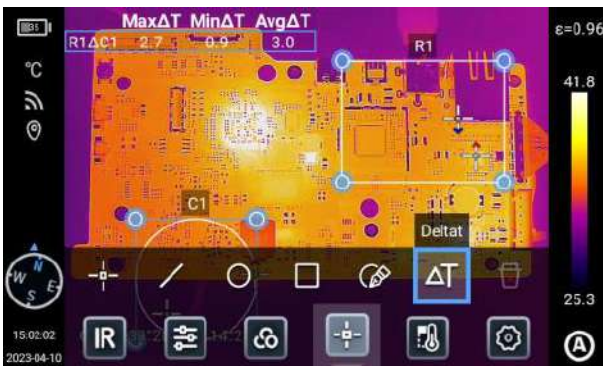 35
MaxΔT MinΔT AvgΔT
R1ΔC1 2.7 0.9 3.0
ε=0.96
°C
R1
41.8
C1
Deltat
ΔT
N
W
E
S
25.3
IR
15:02:02
2023-04-10
A